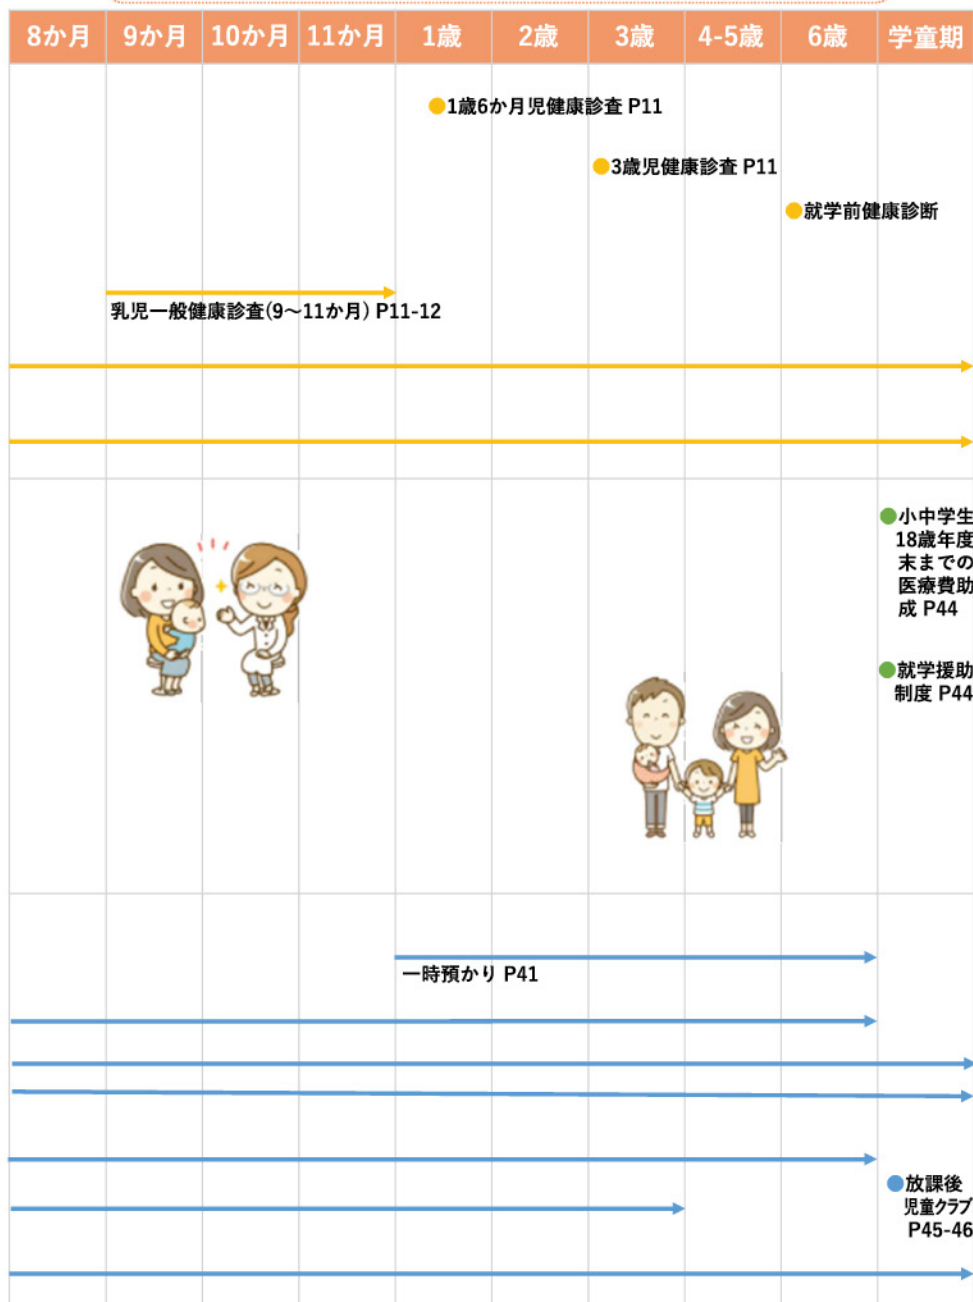 8か月 9か月 10か月 11か月 1歳 2歳 3歳 4-5歳 6歳 学童期
●1歳6か月児健康診査 P11
●3歳児健康診査 P11
●就学前健康診断
乳児一般健康診査(9〜11か月) P11-12
●小中学生
18歳年度
末までの
医療費助
成 P44
●就学援助
制度 P44
一時預かり P41
●放課後
児童クラブ
P45-46